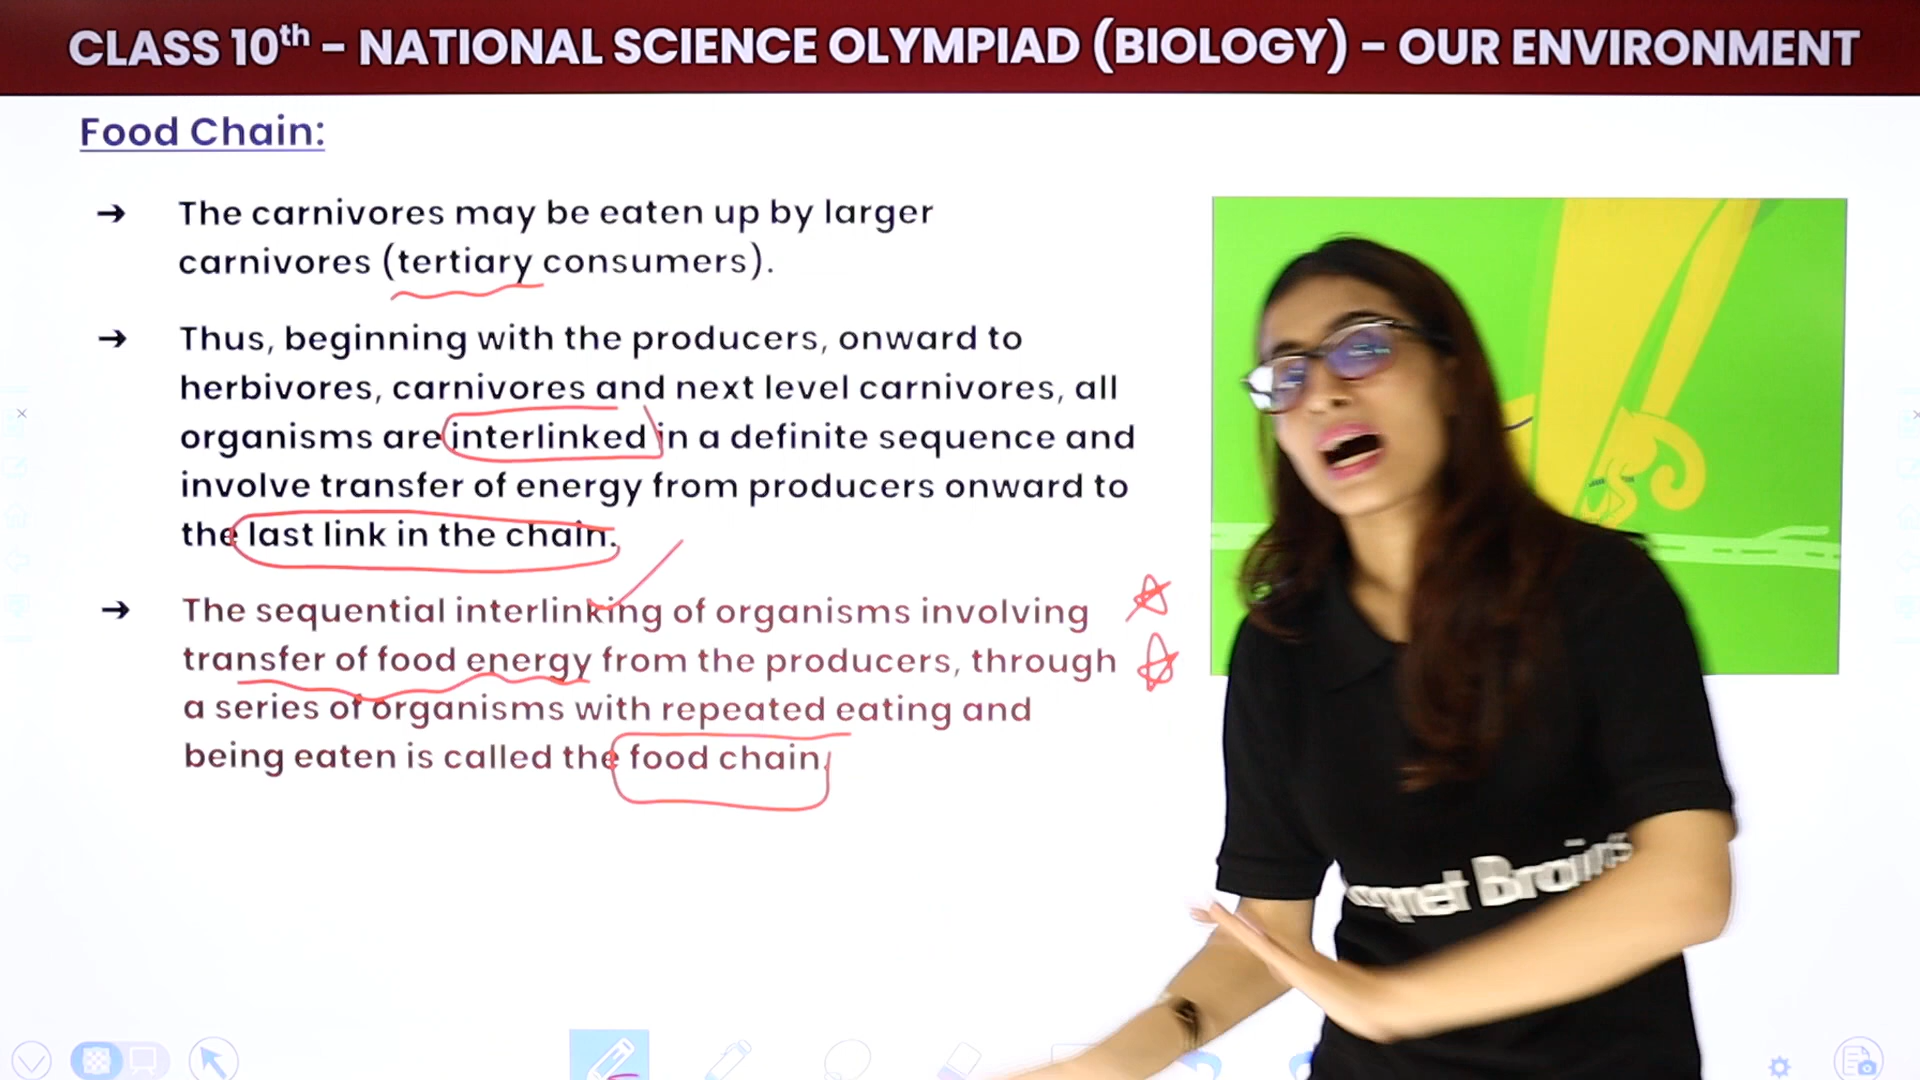 CLASS 10th – NATIONAL SCIENCE OLYMPIAD (BIOLOGY) – OUR ENVIRONMENT
Food Chain:
➔ The carnivores may be eaten up by larger
carnivores (tertiary consumers).
➔ Thus, beginning with the producers, onward to
herbivores, carnivores and next level carnivores, all
organisms are interlinked in a definite sequence and
involve transfer of energy from producers onward to
the last link in the chain.
➔ The sequential interlinking of organisms involving
transfer of food energy from the producers, through
a series of organisms with repeated eating and
being eaten is called the food chain.
Brains